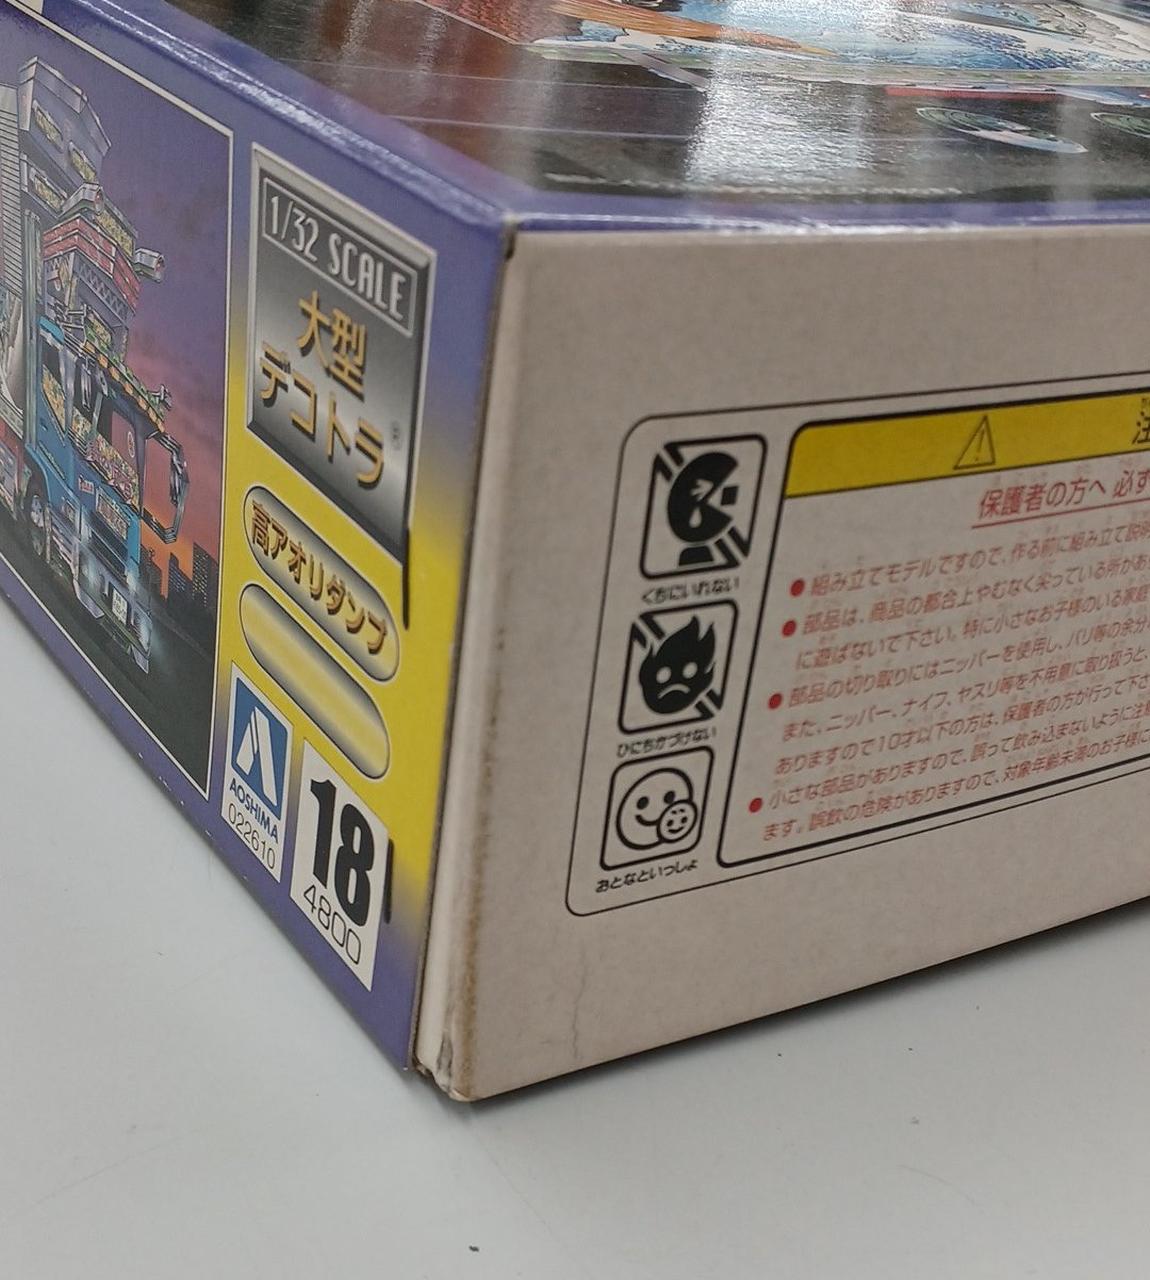 1/32 SCALE
大型
デコトラ®
高アオリダンプ
AOSHIMA
022610
18
4800
くちにいれない
ひにちかづけない
おとなといっしょ
注
保護者の方へ 必ず
●組み立てモデルですので、作る前に組み立て説明
●部品は、商品の都合上やむなく尖っている所があ
に遊ばないで下さい。特に小さなお子様のいる家庭
●部品の切り取りにはニッパーを使用し、バリ等の余分
また、ニッパー、ナイフ、ヤスリ等を不用意に取り扱うと、
ありますので10才以下の方は、保護者の方が行って下さ
●小さな部品がありますので、誤って飲み込まないように注
ます。誤飲の危険がありますので、対象年齢未満のお子様に